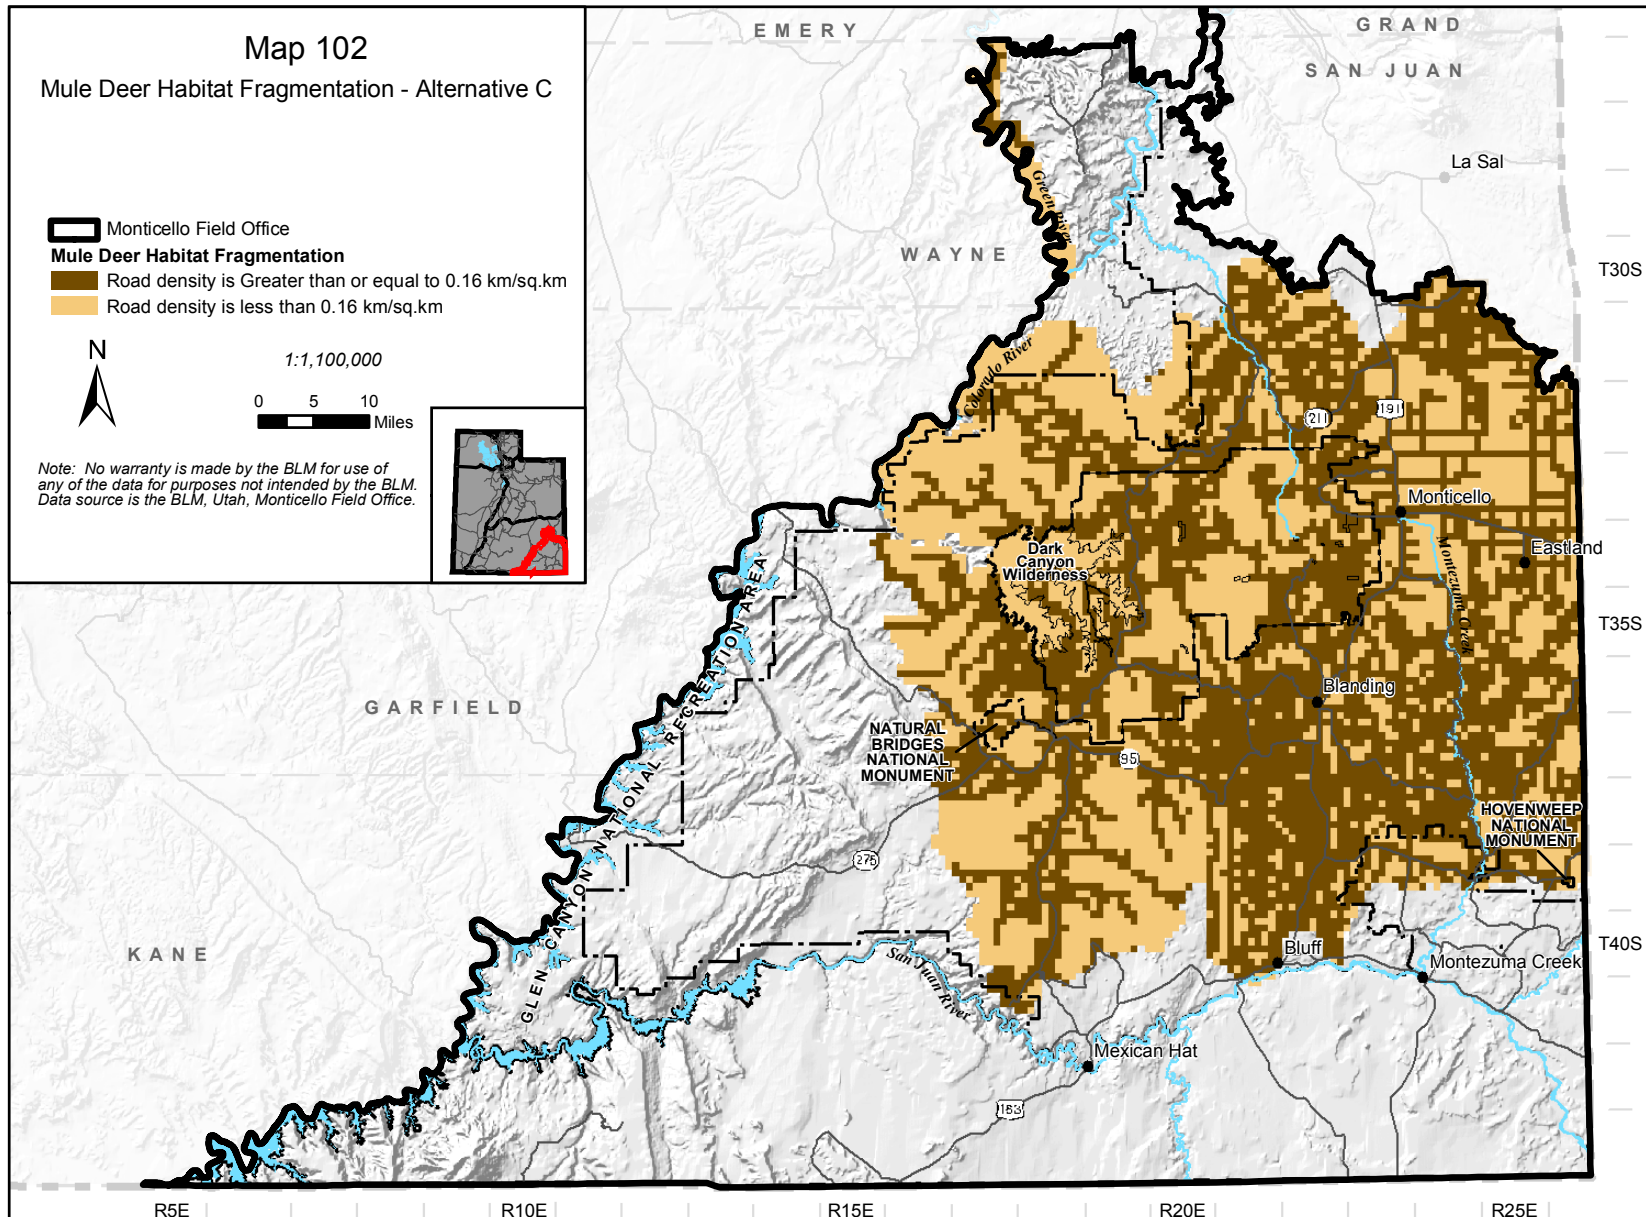 Map 102
Mule Deer Habitat Fragmentation - Alternative C
Monticello Field Office
Mule Deer Habitat Fragmentation
Road density is Greater than or equal to 0.16 km/sq.km
Road density is less than 0.16 km/sq.km
N
1:1,100,000
0 5 10
Miles
Note: No warranty is made by the BLM for use of
any of the data for purposes not intended by the BLM.
Data source is the BLM, Utah, Monticello Field Office.
EMERY
GRAND
SAN JUAN
La Sal
WAYNE
Green River
T30S
Colorado River
211
191
Monticello
Eastland
Dark
Canyon
Wilderness
Montezuma Creek
T35S
GARFIELD
Blanding
NATURAL
BRIDGES
NATIONAL
MONUMENT
95
HOVENWEEP
NATIONAL
MONUMENT
276
GLEN CANYON NATIONAL RECREATION AREA
KANE
T40S
Bluff
Montezuma Creek
San Juan River
Mexican Hat
163
R5E
R10E
R15E
R20E
R25E